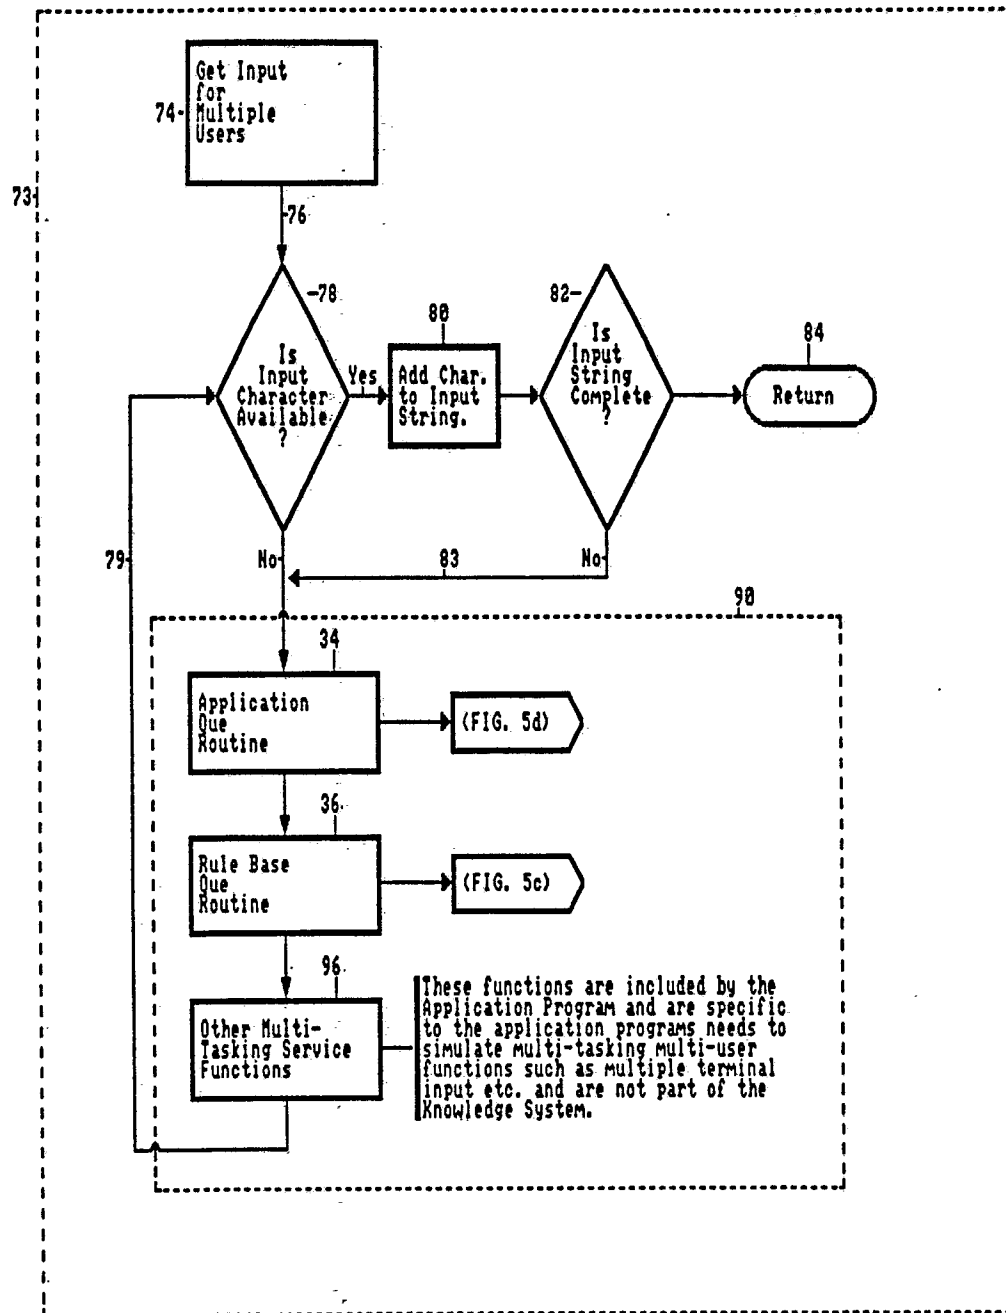 Get Input
for
Multiple
Users
74
73
76
78
Is
Input
Character
Available
?
Yes
80
Add Char.
to Input
String.
82
Is
Input
String
Complete
?
84
Return
79
No
83
No
90
34
Application
Que
Routine
(FIG. 5d)
36
Rule Base
Que
Routine
(FIG. 5c)
96
Other Multi-
Tasking Service
Functions
These functions are included by the
Application Program and are specific
to the application programs needs to
simulate multi-tasking multi-user
functions such as multiple terminal
input etc. and are not part of the
Knowledge System.